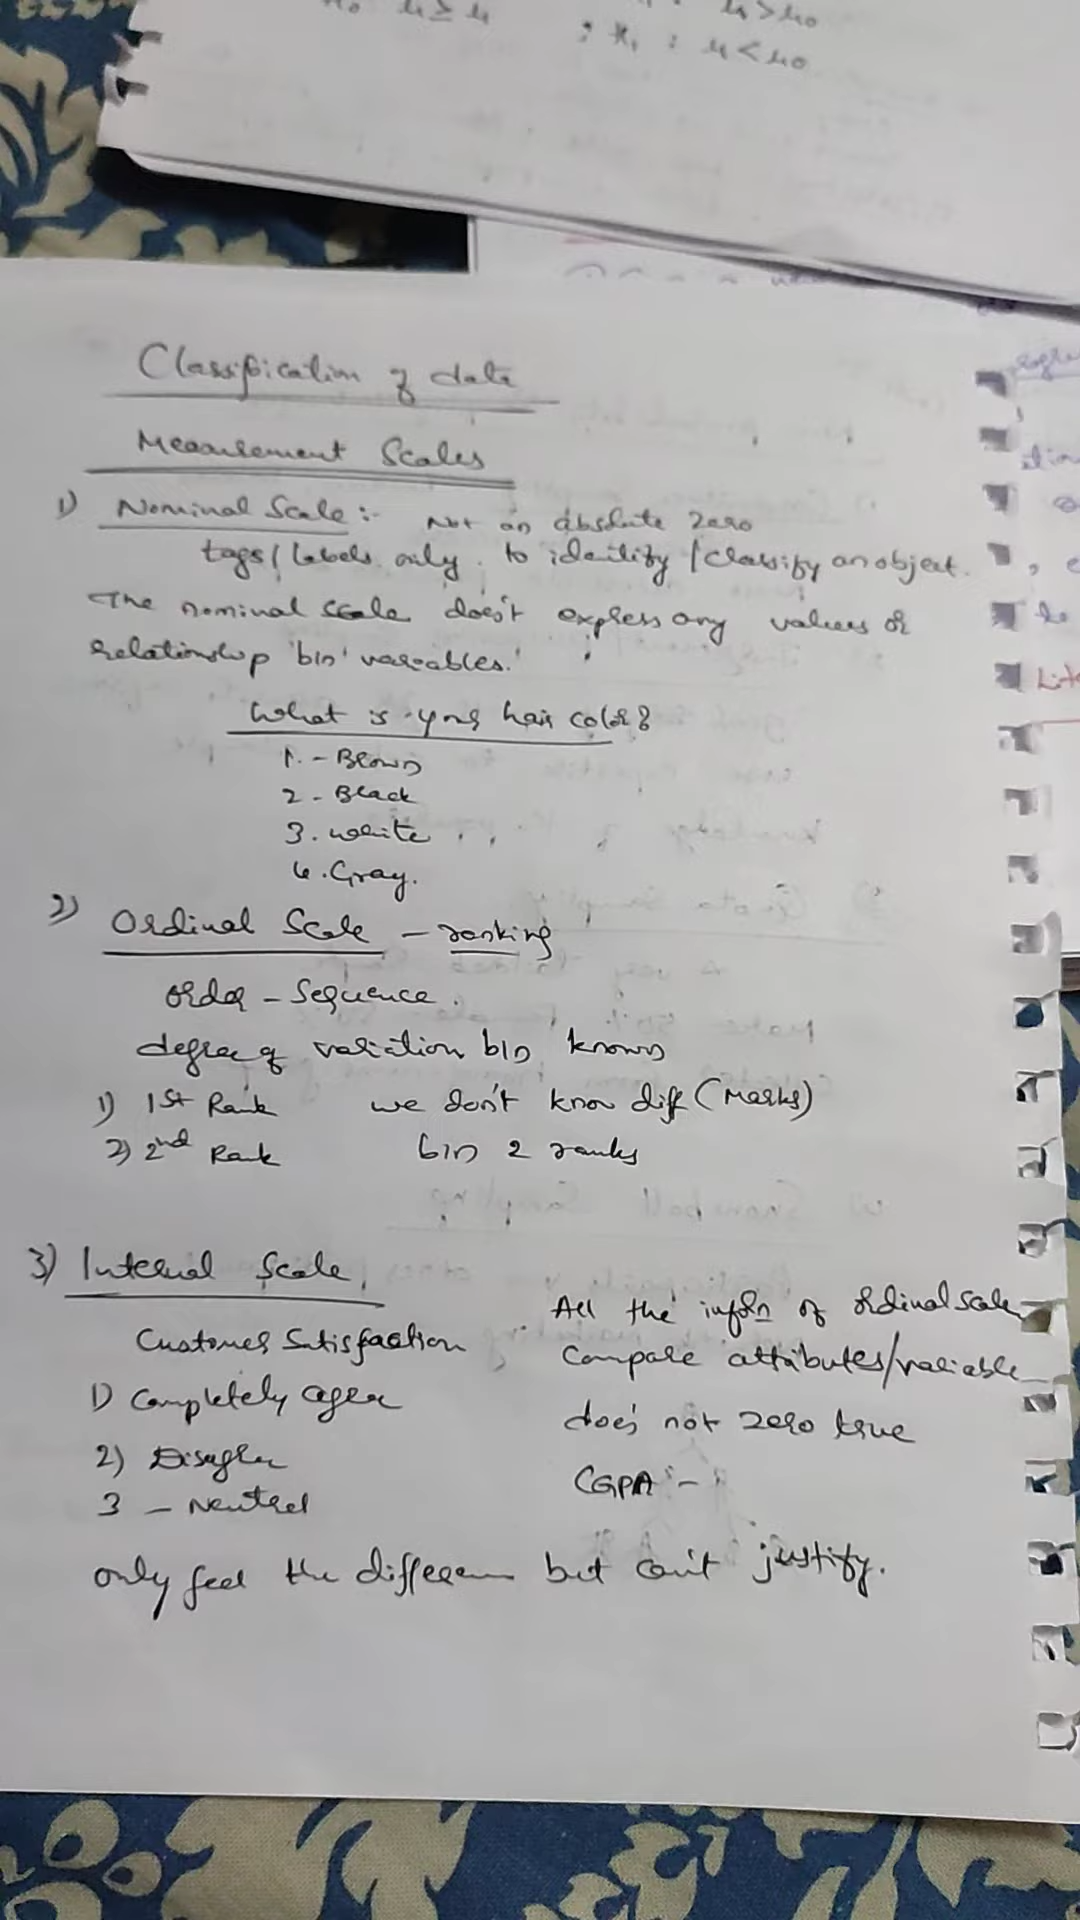 H0 μ ≥ μ
μ > μ0
; H1 : μ < μ0
Classification of data
Measurement Scales
1) Nominal Scale :- Not an absolute zero
tags / labels only to identify / classify an object.
The nominal scale does't express any values or
relationship b/n variables.
What is your hair color?
1. - Brown
2 - Black
3. white
4. Gray.
2) Ordinal Scale - ranking
order - Sequence.
degree of variation b/n known
1) 1st Rank we don't know diff (Marks)
2) 2nd Rank b/n 2 ranks
3) Interval Scale
All the infon of ordinal scale
Customer Satisfaction
Compare attributes/variable
1) Completely agree
does not zero true
2) Disagree
CGPA :-
3 - Neutral
only feel the difference but can't justify.